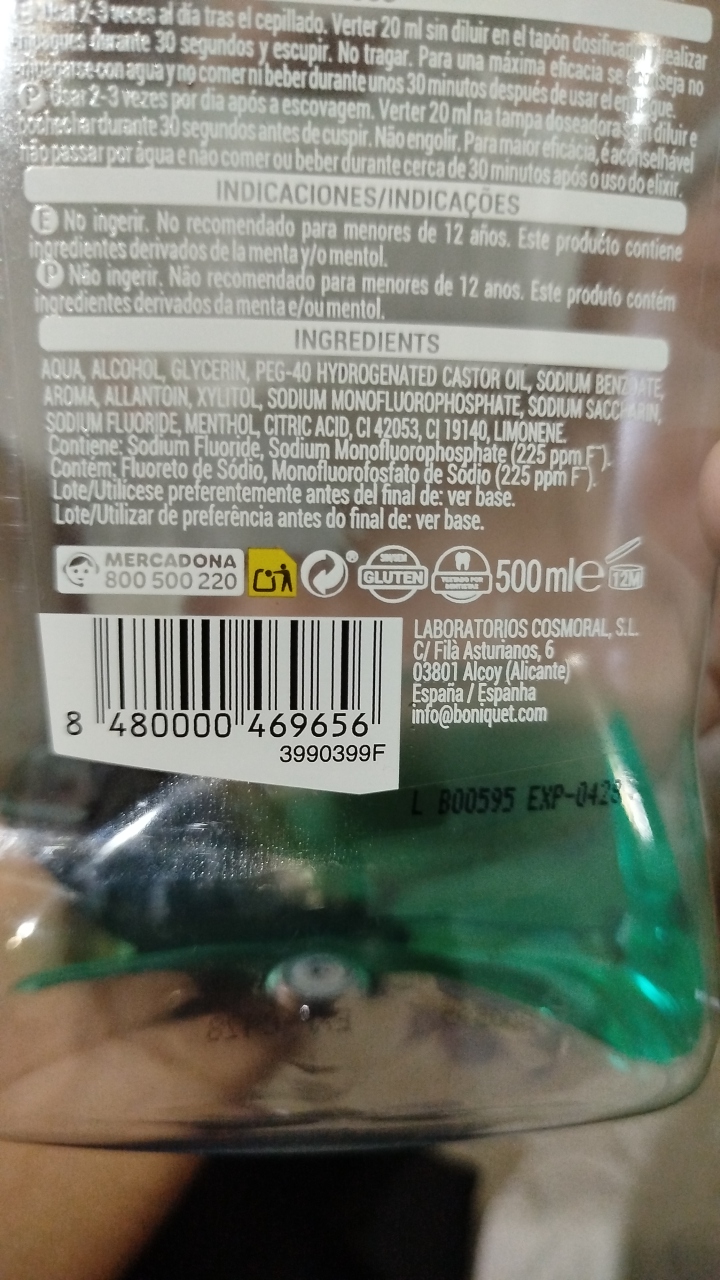 E Usar 2-3 veces al día tras el cepillado. Verter 20 ml sin diluir en el tapón dosificador, realizar
enjuagues durante 30 segundos y escupir. No tragar. Para una máxima eficacia se aconseja no
enjuagarse con agua y no comer ni beber durante unos 30 minutos después de usar el enjuague.
P Usar 2-3 vezes por dia após a escovagem. Verter 20 ml na tampa doseadora sem diluir e
bochechar durante 30 segundos antes de cuspir. Não engolir. Para maior eficácia, é aconselhável
não passar por água e não comer ou beber durante cerca de 30 minutos após o uso do elixir.
INDICACIONES/INDICAÇÕES
E No ingerir. No recomendado para menores de 12 años. Este producto contiene
ingredientes derivados de la menta y/o mentol.
P Não ingerir. Não recomendado para menores de 12 anos. Este produto contém
ingredientes derivados da menta e/ou mentol.
INGREDIENTS
AQUA, ALCOHOL, GLYCERIN, PEG-40 HYDROGENATED CASTOR OIL, SODIUM BENZOATE,
AROMA, ALLANTOIN, XYLITOL, SODIUM MONOFLUOROPHOSPHATE, SODIUM SACCHARIN,
SODIUM FLUORIDE, MENTHOL, CITRIC ACID, CI 42053, CI 19140, LIMONENE.
Contiene: Sodium Fluoride, Sodium Monofluorophosphate (225 ppm F⁻).
Contém: Fluoreto de Sódio, Monofluorofosfato de Sódio (225 ppm F⁻).
Lote/Utilícese preferentemente antes del final de: ver base.
Lote/Utilizar de preferência antes do final de: ver base.
MERCADONA
800 500 220
GLUTEN
TESTADO POR
DENTISTAS
500 ml e
12M
8 480000 469656
3990399F
LABORATORIOS COSMORAL, S.L.
C/ Filà Asturianos, 6
03801 Alcoy (Alicante)
España / Espanha
info@boniquet.com
L B00595 EXP-0428